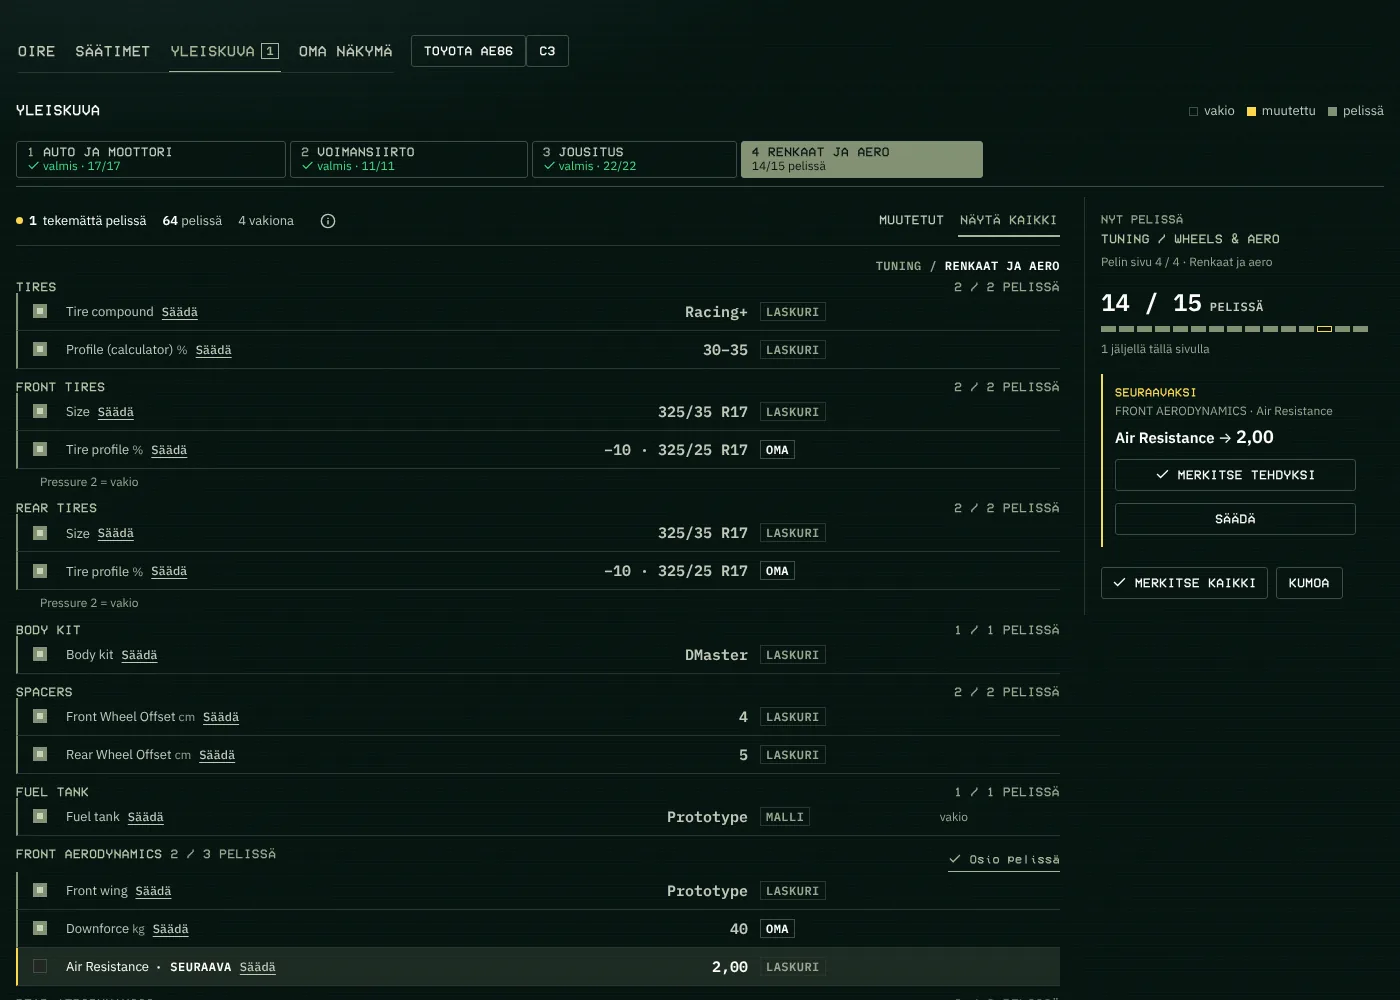 OIRE SÄÄTIMET YLEISKUVA 1 OMA NÄKYMÄ TOYOTA AE86 C3
YLEISKUVA
vakio muutettu pelissä
1 AUTO JA MOOTTORI
✓ valmis · 17/17
2 VOIMANSIIRTO
✓ valmis · 11/11
3 JOUSITUS
✓ valmis · 22/22
4 RENKAAT JA AERO
14/15 pelissä
1 tekemättä pelissä 64 pelissä 4 vakiona
MUUTETUT NÄYTÄ KAIKKI
TUNING / RENKAAT JA AERO
TIRES 2 / 2 PELISSÄ
Tire compound Säädä Racing+ LASKURI
Profile (calculator) % Säädä 30–35 LASKURI
FRONT TIRES 2 / 2 PELISSÄ
Size Säädä 325/35 R17 LASKURI
Tire profile % Säädä −10 · 325/25 R17 OMA
Pressure 2 = vakio
REAR TIRES 2 / 2 PELISSÄ
Size Säädä 325/35 R17 LASKURI
Tire profile % Säädä −10 · 325/25 R17 OMA
Pressure 2 = vakio
BODY KIT 1 / 1 PELISSÄ
Body kit Säädä DMaster LASKURI
SPACERS 2 / 2 PELISSÄ
Front Wheel Offset cm Säädä 4 LASKURI
Rear Wheel Offset cm Säädä 5 LASKURI
FUEL TANK 1 / 1 PELISSÄ
Fuel tank Säädä Prototype MALLI vakio
FRONT AERODYNAMICS 2 / 3 PELISSÄ ✓ Osio pelissä
Front wing Säädä Prototype LASKURI
Downforce kg Säädä 40 OMA
Air Resistance · SEURAAVA Säädä 2,00 LASKURI
NYT PELISSÄ
TUNING / WHEELS & AERO
Pelin sivu 4 / 4 · Renkaat ja aero
14 / 15 PELISSÄ
1 jäljellä tällä sivulla
SEURAAVAKSI
FRONT AERODYNAMICS · Air Resistance
Air Resistance → 2,00
✓ MERKITSE TEHDYKSI
SÄÄDÄ
✓ MERKITSE KAIKKI KUMOA